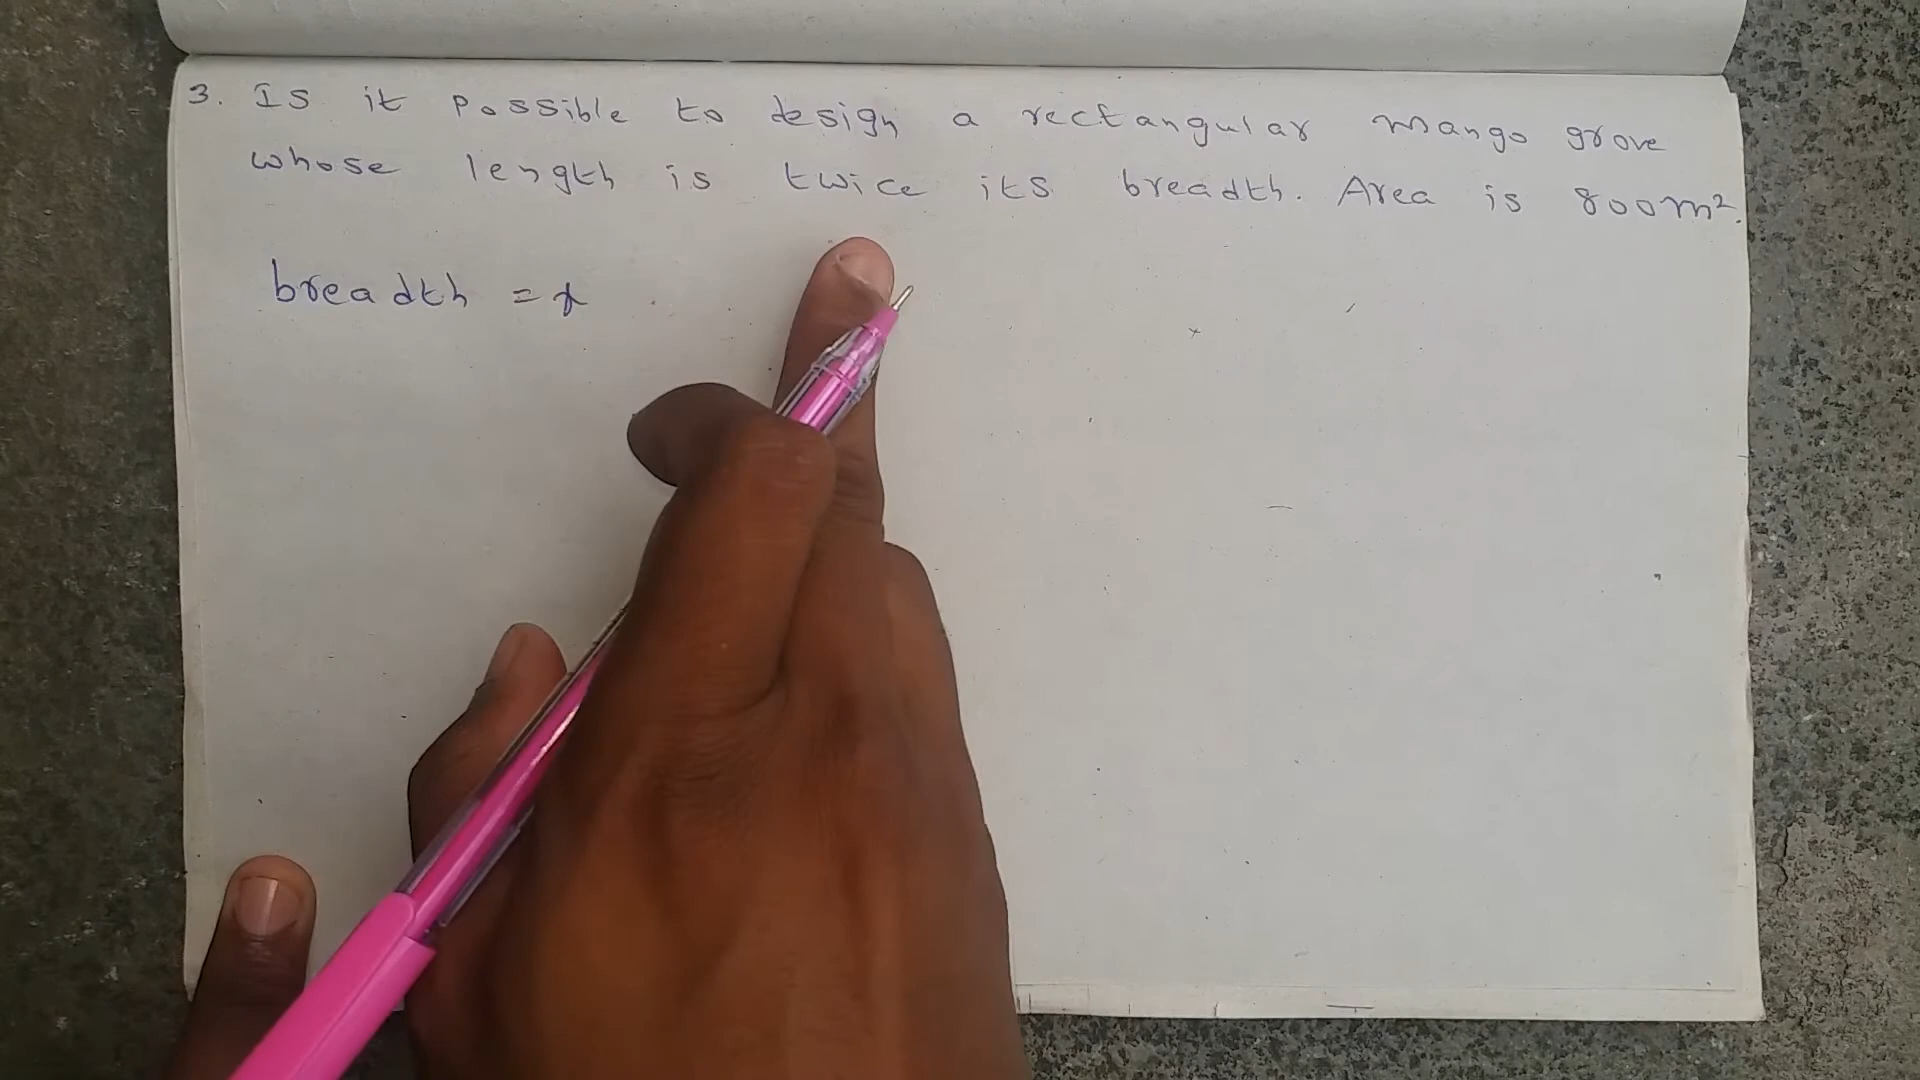 3. Is it possible to design a rectangular mango grove
whose length is twice its breadth. Area is 800m².
breadth = x